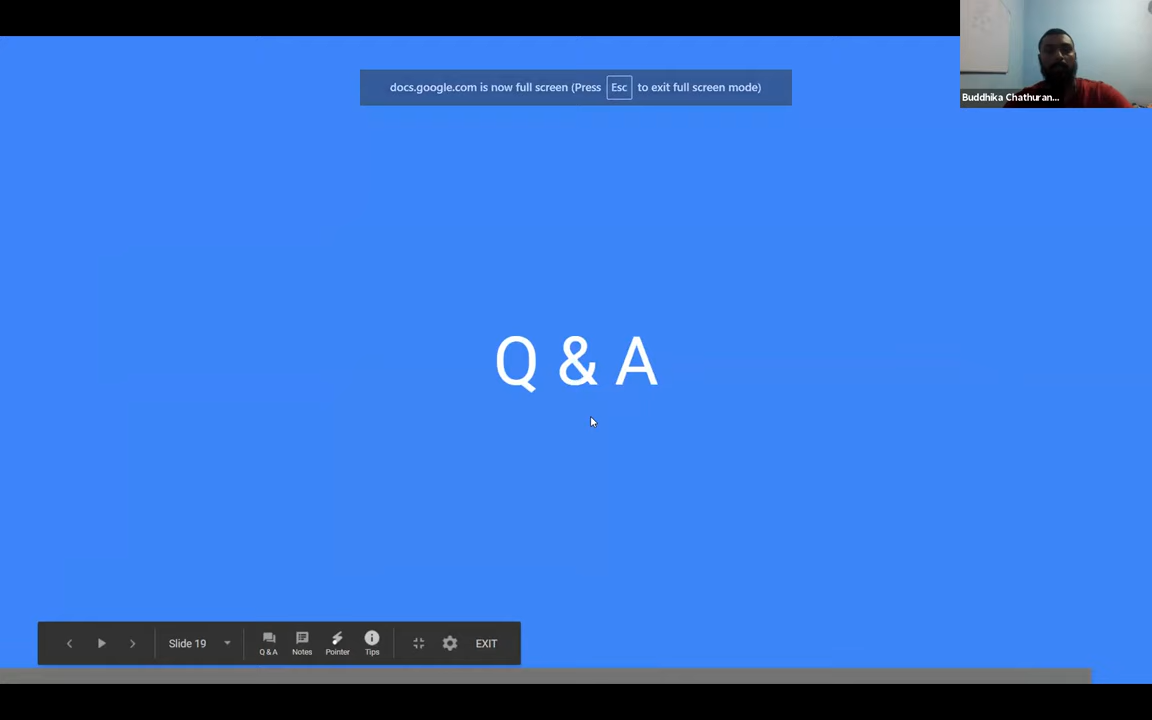 docs.google.com is now full screen (Press Esc to exit full screen mode)
Buddhika Chathuran...
Q & A
Slide 19
Q & A
Notes
Pointer
Tips
EXIT